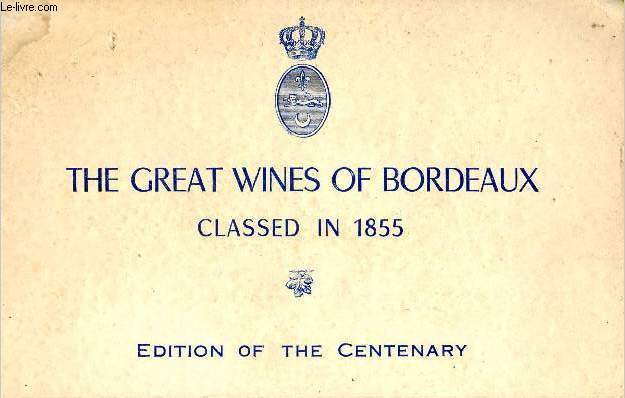 Le-livre.com
THE GREAT WINES OF BORDEAUX
CLASSED IN 1855
EDITION OF THE CENTENARY